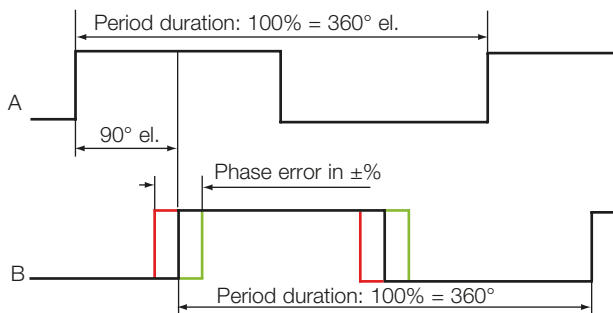 Period duration: 100% = 360° el.
A
90° el.
Phase error in ±%
B
Period duration: 100% = 360°